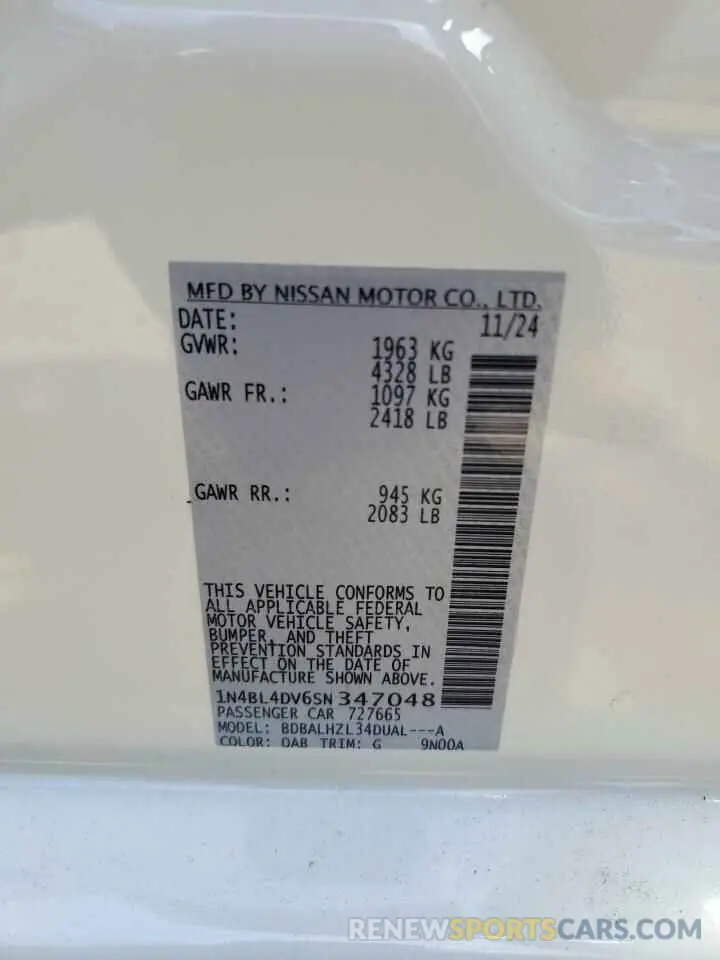 MFD BY NISSAN MOTOR CO., LTD.
DATE: 11/24
GVWR: 1963 KG
4328 LB
GAWR FR.: 1097 KG
2418 LB
GAWR RR.: 945 KG
2083 LB
THIS VEHICLE CONFORMS TO
ALL APPLICABLE FEDERAL
MOTOR VEHICLE SAFETY,
BUMPER, AND THEFT
PREVENTION STANDARDS IN
EFFECT ON THE DATE OF
MANUFACTURE SHOWN ABOVE.
1N4BL4DV6SN347048
PASSENGER CAR 727665
MODEL: BDBALHZL34DUAL---A
COLOR: QAB TRIM: G 9N00A
RENEWSPORTSCARS.COM